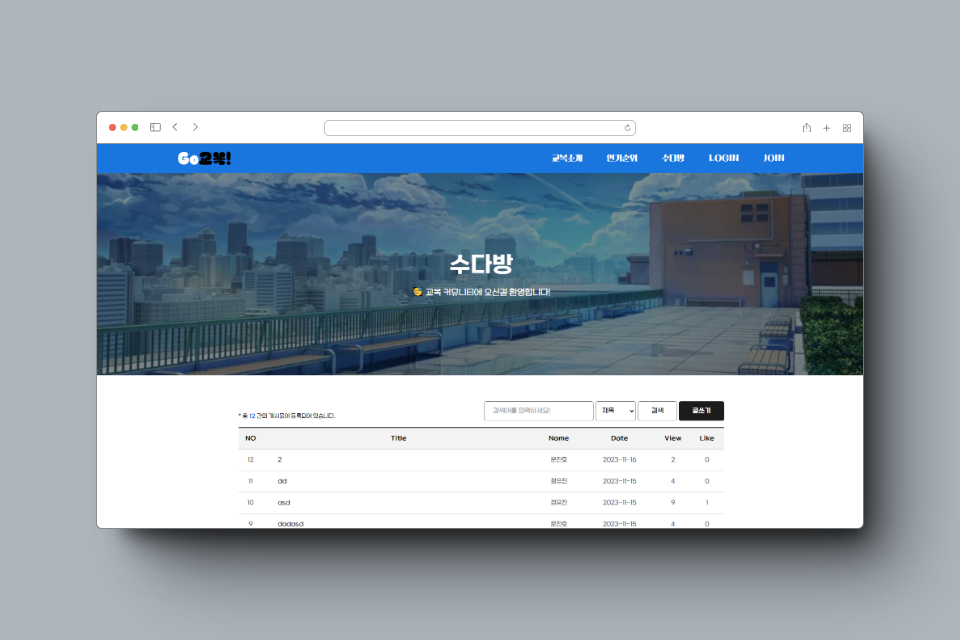 Go교복!
교복소개 인기순위 수다방 LOGIN JOIN
수다방
교복 커뮤니티에 오신걸 환영합니다!
* 총 12 건의 게시물이 등록되어 있습니다.
검색어를 입력하세요! 제목 검색 글쓰기
NO Title Name Date View Like
12 2 문진호 2023-11-16 2 0
11 dd 정유진 2023-11-15 4 0
10 asd 정유진 2023-11-15 9 1
9 dadasd 문진호 2023-11-15 4 0